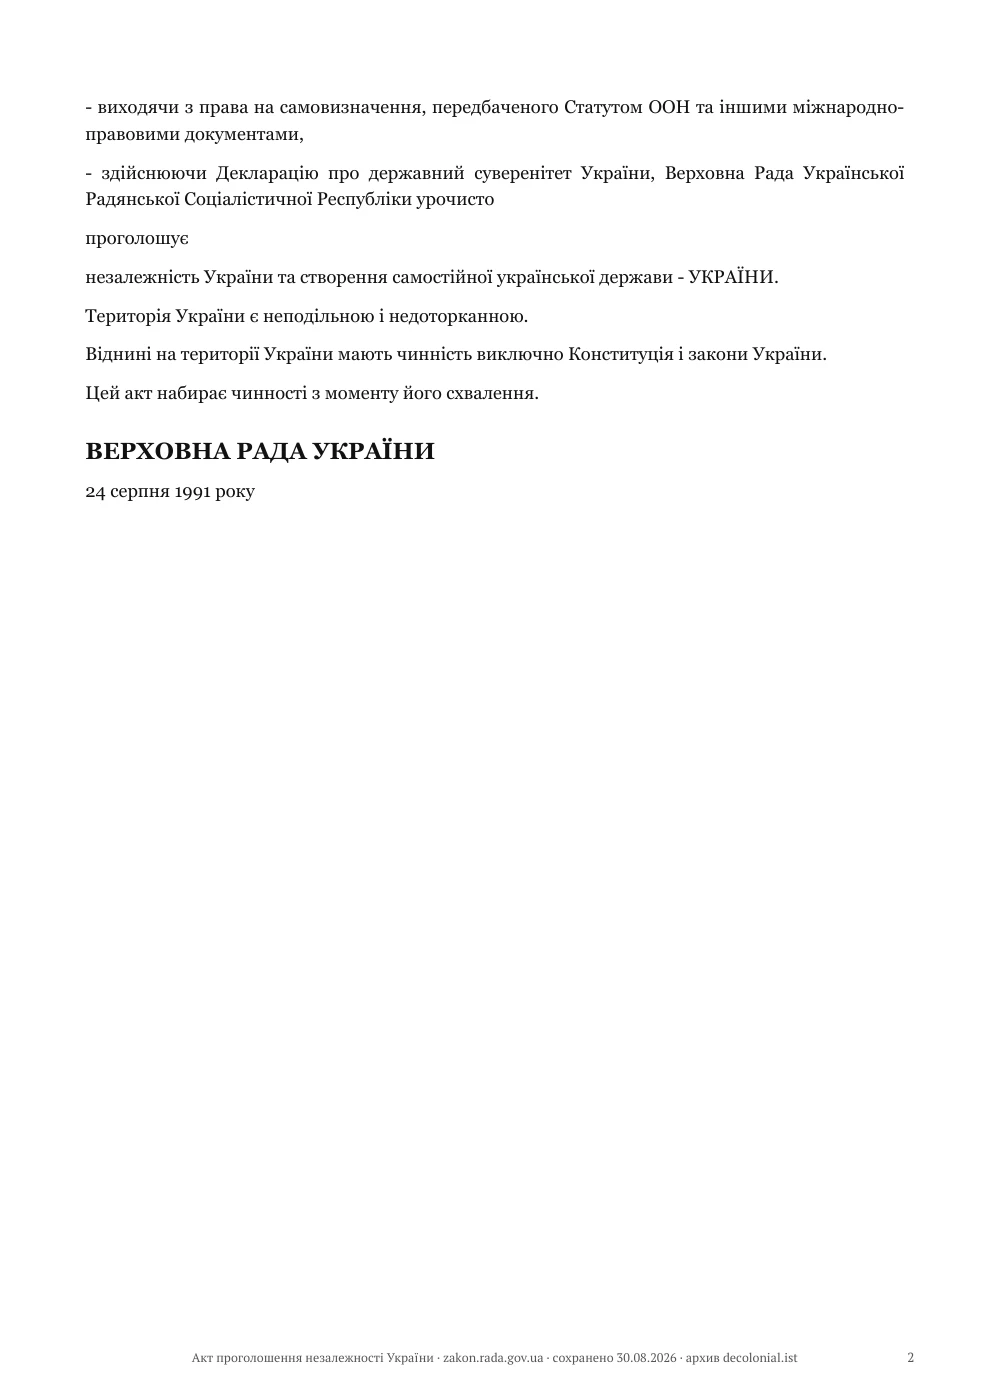 - виходячи з права на самовизначення, передбаченого Статутом ООН та іншими міжнародно-
правовими документами,
- здійснюючи Декларацію про державний суверенітет України, Верховна Рада Української
Радянської Соціалістичної Республіки урочисто
проголошує
незалежність України та створення самостійної української держави - УКРАЇНИ.
Територія України є неподільною і недоторканною.
Віднині на території України мають чинність виключно Конституція і закони України.
Цей акт набирає чинності з моменту його схвалення.
ВЕРХОВНА РАДА УКРАЇНИ
24 серпня 1991 року
Акт проголошення незалежності України · zakon.rada.gov.ua · сохранено 30.08.2026 · архив decolonial.ist 2